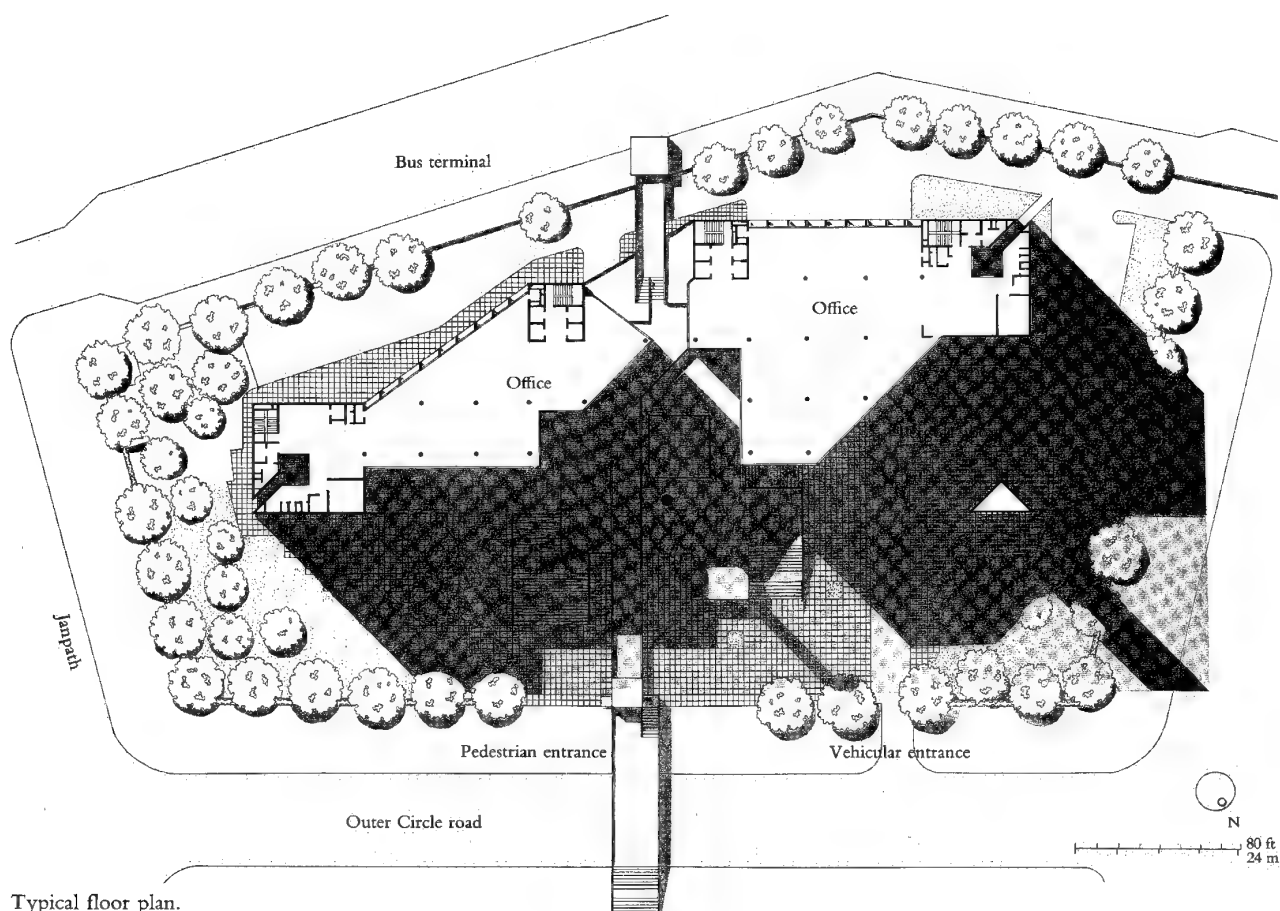 Bus terminal
Office
Office
Janpath
Pedestrian entrance
Vehicular entrance
Outer Circle road
N
80 ft
24 m
Typical floor plan.